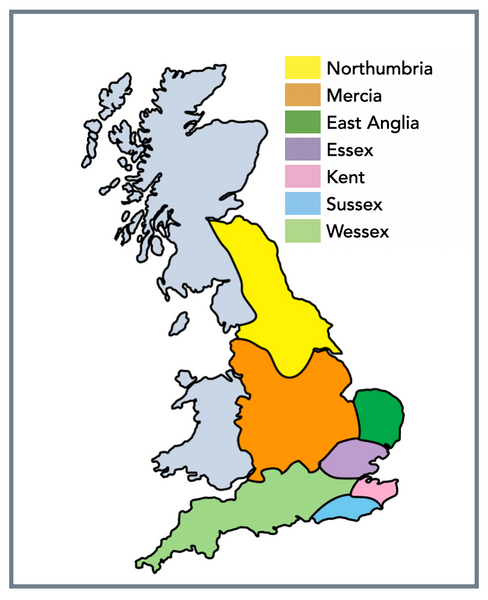 Northumbria
Mercia
East Anglia
Essex
Kent
Sussex
Wessex